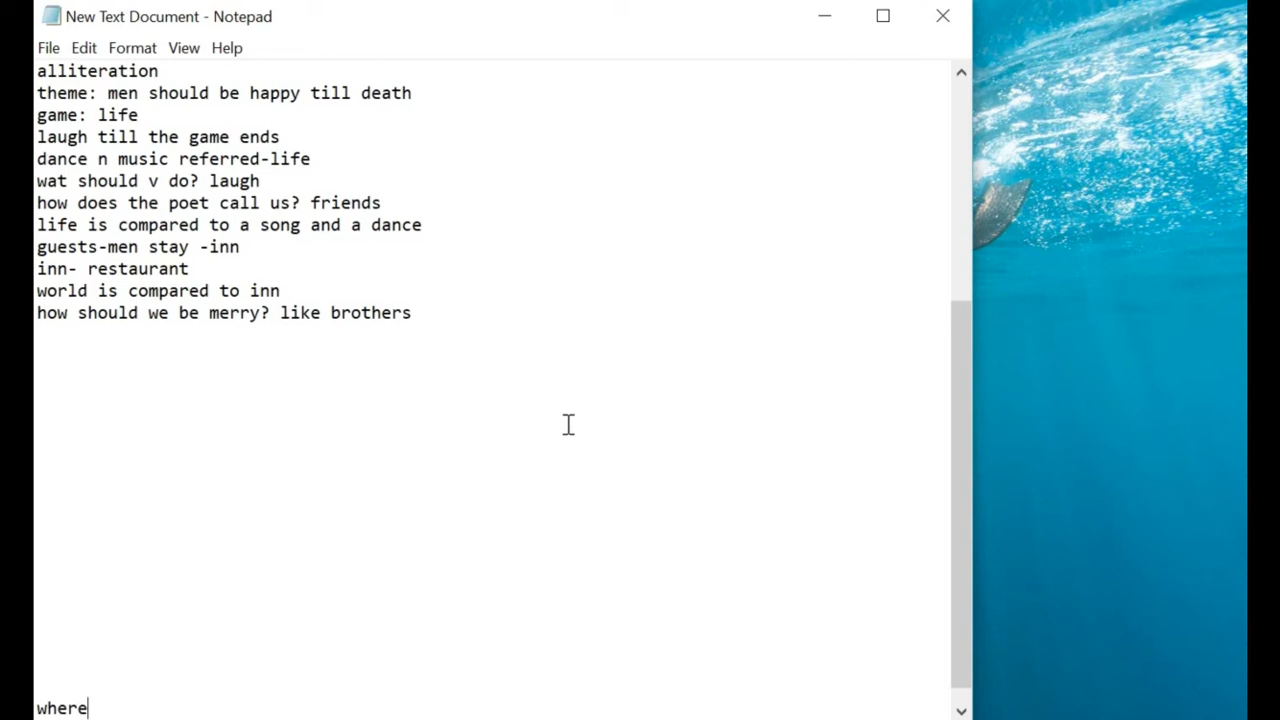 New Text Document - Notepad
File Edit Format View Help
alliteration
theme: men should be happy till death
game: life
laugh till the game ends
dance n music referred-life
wat should v do? laugh
how does the poet call us? friends
life is compared to a song and a dance
guests-men stay -inn
inn- restaurant
world is compared to inn
how should we be merry? like brothers
where